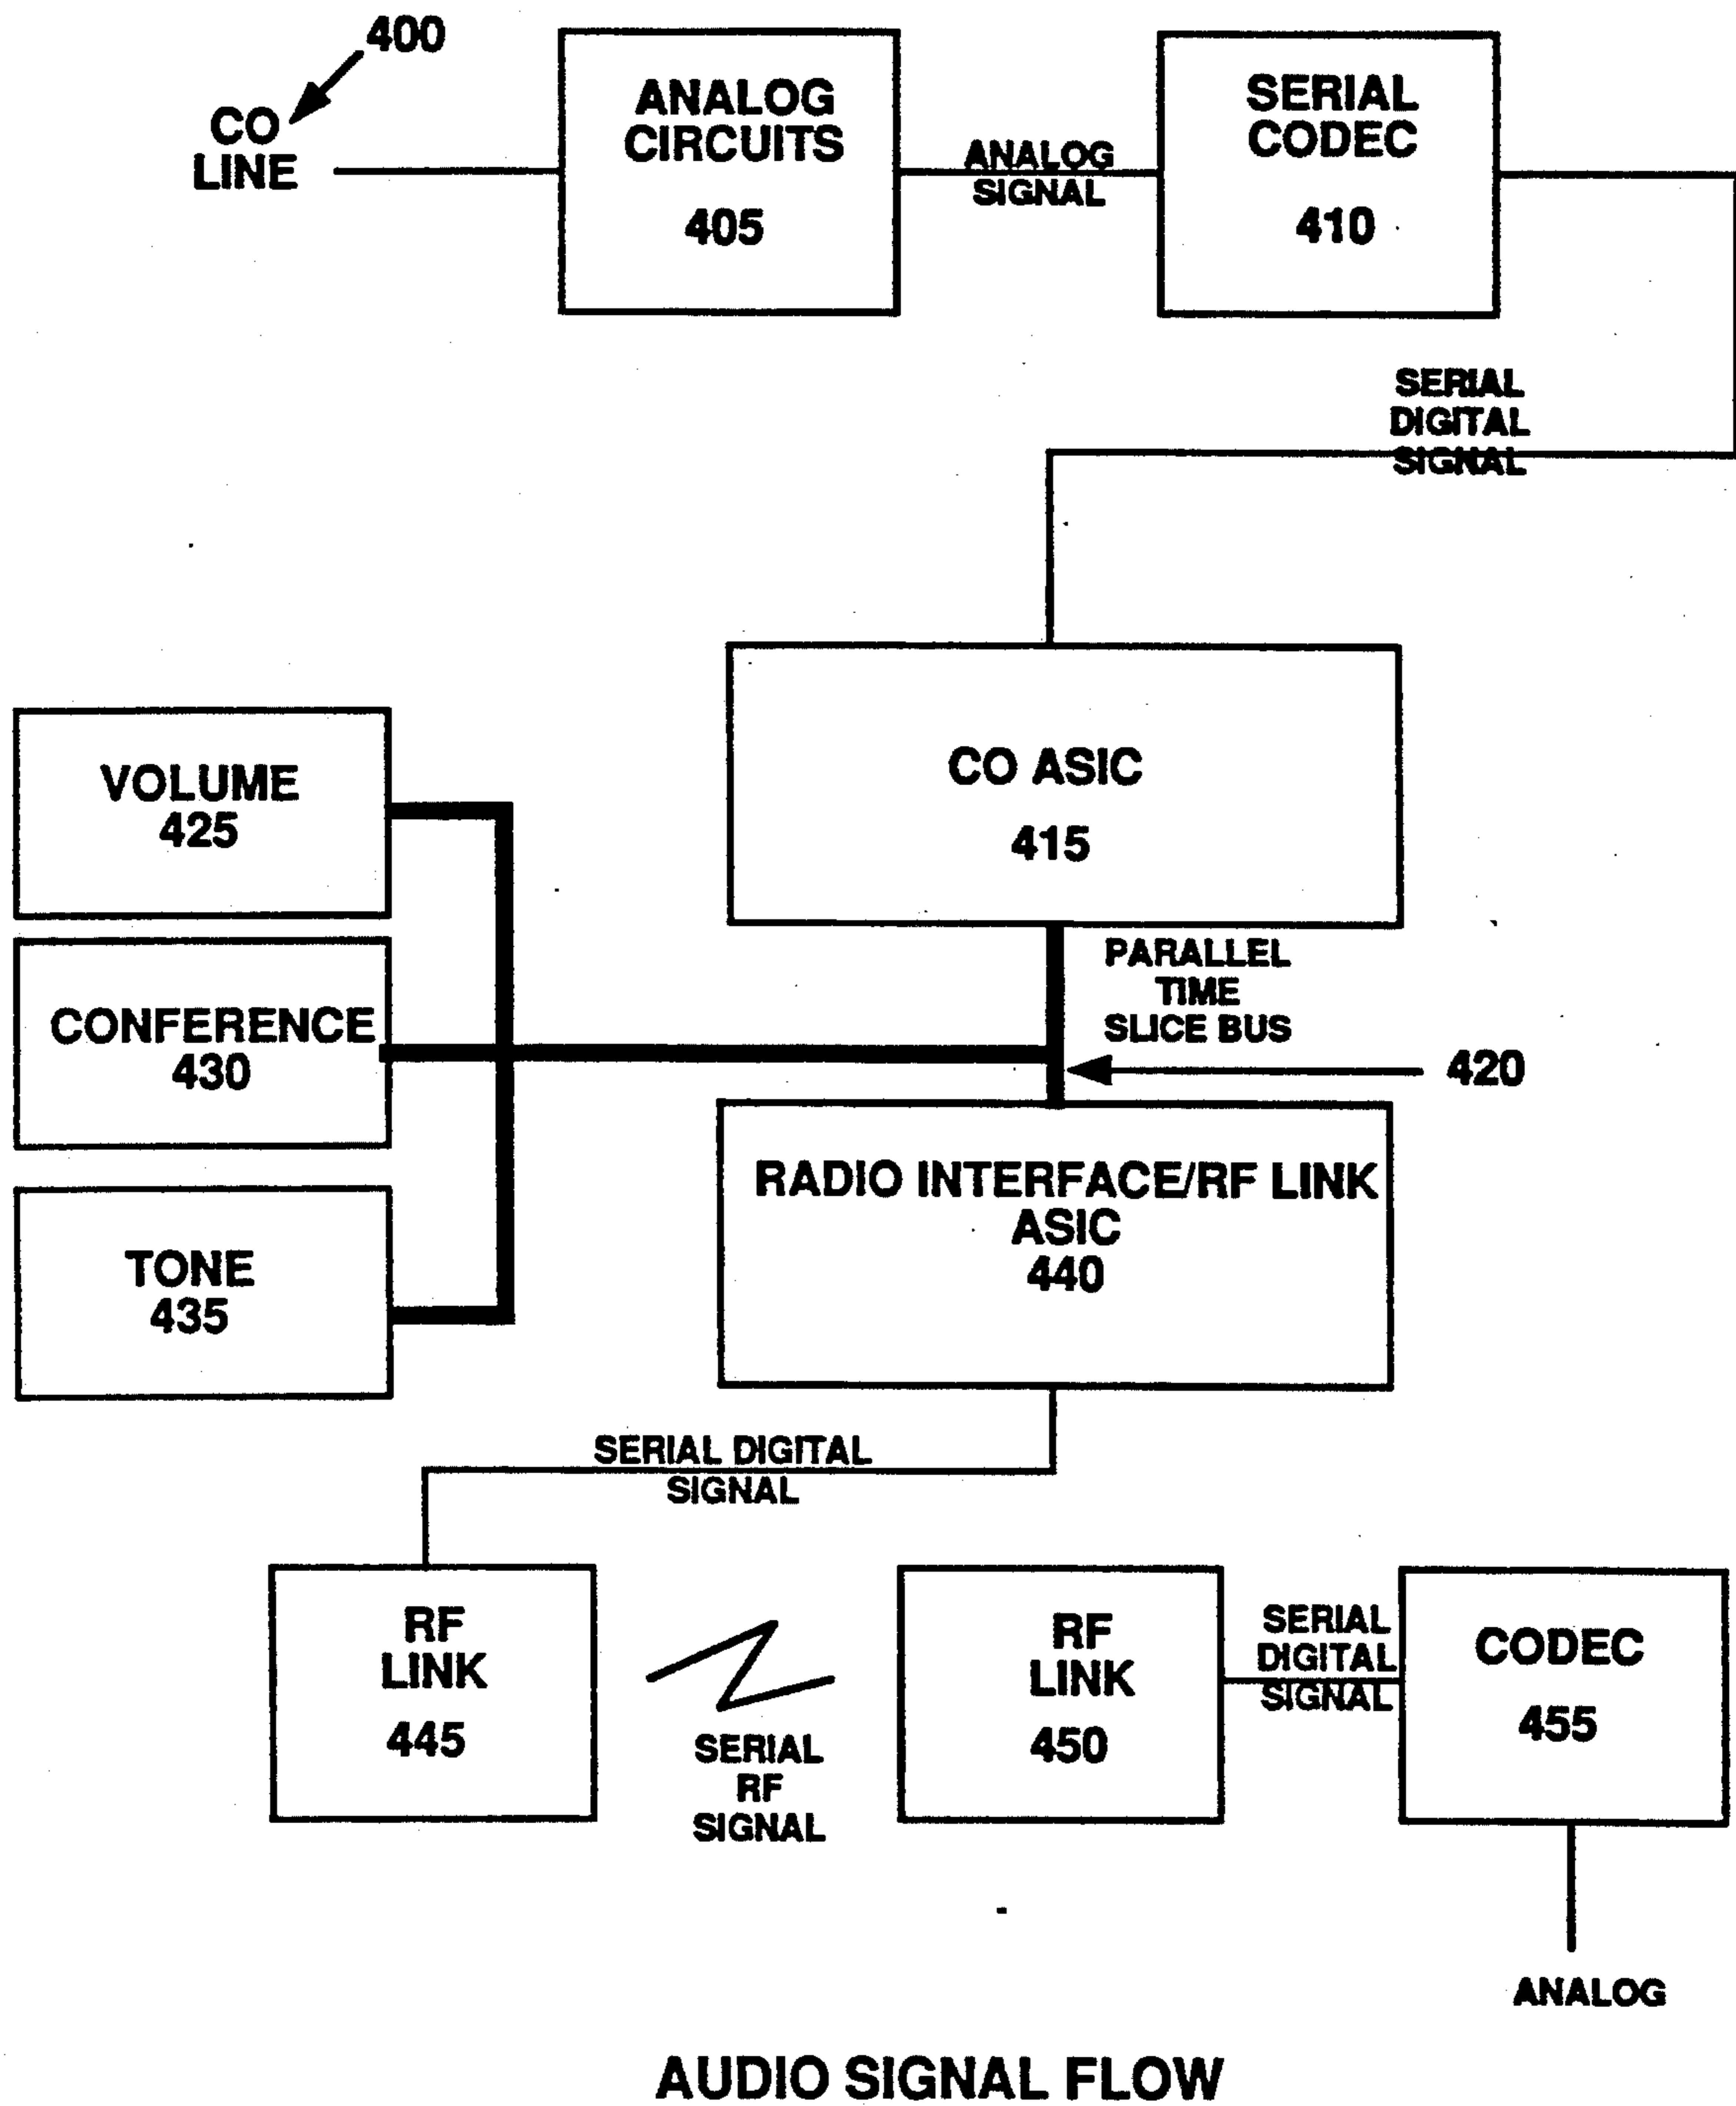 400
CO
LINE
ANALOG
CIRCUITS
405
ANALOG
SIGNAL
SERIAL
CODEC
410
SERIAL
DIGITAL
SIGNAL
CO ASIC
415
VOLUME
425
CONFERENCE
430
TONE
435
PARALLEL
TIME
SLICE BUS
420
RADIO INTERFACE/RF LINK
ASIC
440
SERIAL DIGITAL
SIGNAL
RF
LINK
445
SERIAL
RF
SIGNAL
RF
LINK
450
SERIAL
DIGITAL
SIGNAL
CODEC
455
ANALOG
AUDIO SIGNAL FLOW